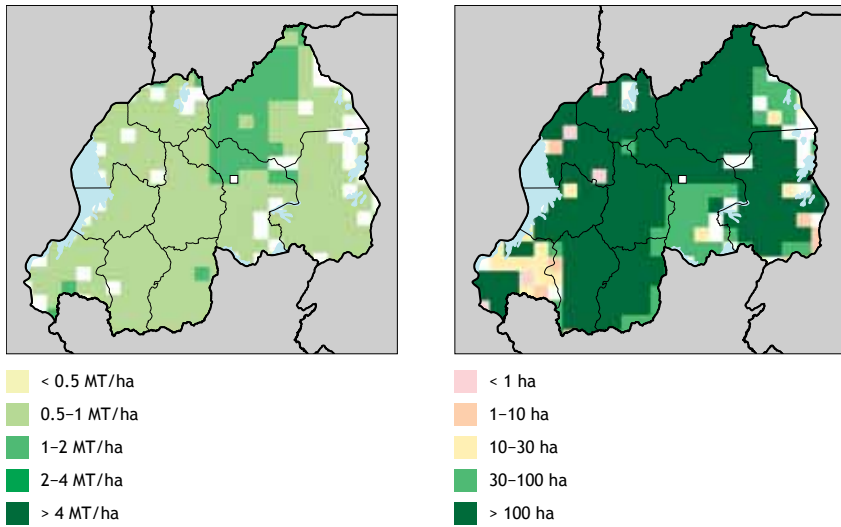 < 0.5 MT/ha
0.5–1 MT/ha
1–2 MT/ha
2–4 MT/ha
> 4 MT/ha
< 1 ha
1–10 ha
10–30 ha
30–100 ha
> 100 ha